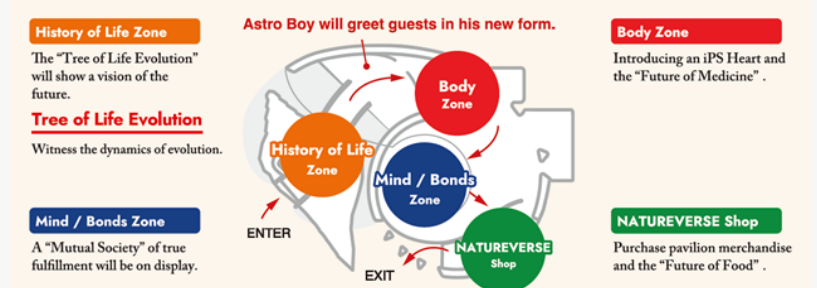 Astro Boy will greet guests in his new form.
History of Life Zone
The “Tree of Life Evolution”
will show a vision of the
future.
Tree of Life Evolution
Witness the dynamics of evolution.
Mind / Bonds Zone
A “Mutual Society” of true
fulfillment will be on display.
Body
Zone
History of Life
Zone
Mind / Bonds
Zone
NATUREVERSE
Shop
ENTER
EXIT
Body Zone
Introducing an iPS Heart and
the “Future of Medicine” .
NATUREVERSE Shop
Purchase pavilion merchandise
and the “Future of Food” .